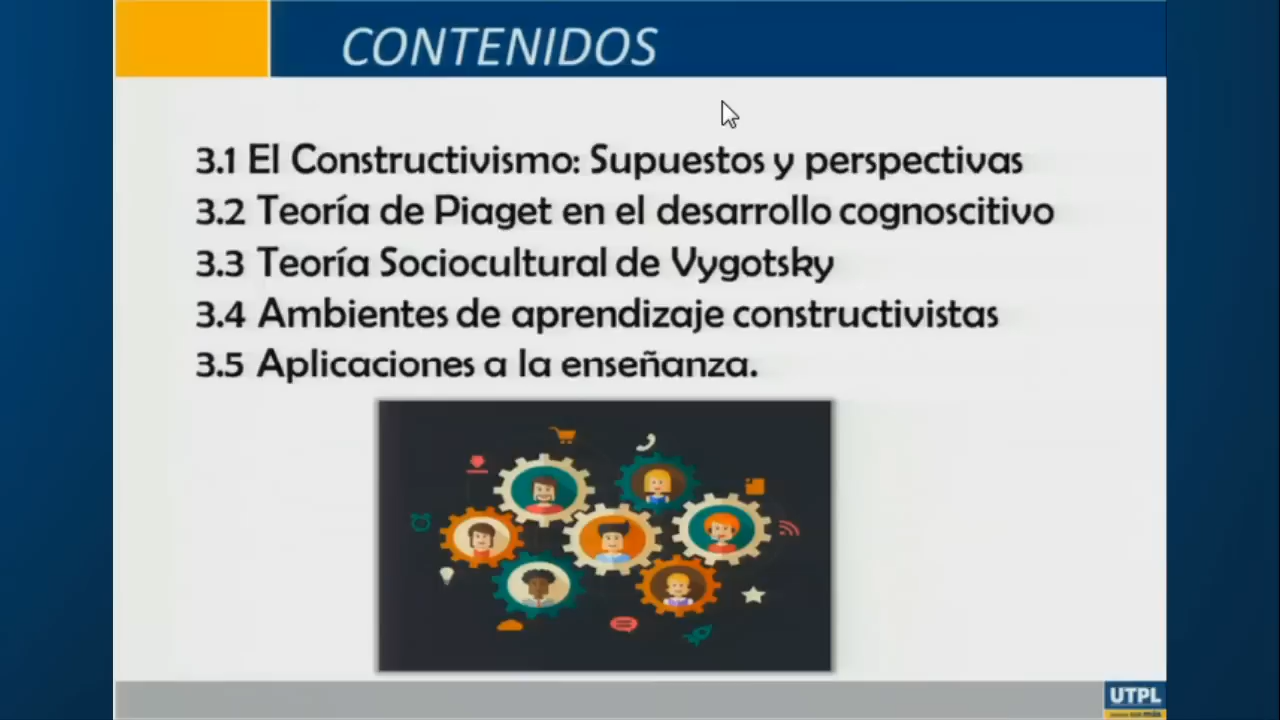 CONTENIDOS
3.1 El Constructivismo: Supuestos y perspectivas
3.2 Teoría de Piaget en el desarrollo cognoscitivo
3.3 Teoría Sociocultural de Vygotsky
3.4 Ambientes de aprendizaje constructivistas
3.5 Aplicaciones a la enseñanza.
UTPL